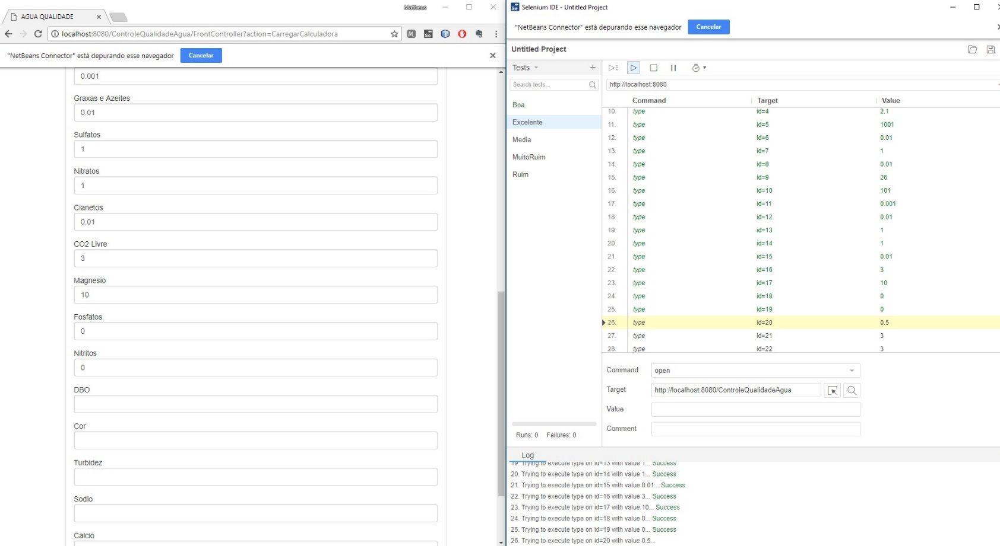 Matheus
AGUA QUALIDADE
localhost:8080/ControleQualidadeAgua/FrontController?action=CarregarCalculadora
"NetBeans Connector" está depurando esse navegador Cancelar
0.001
Graxas e Azeites
0.01
Sulfatos
1
Nitratos
1
Cianetos
0.01
CO2 Livre
3
Magnesio
10
Fosfatos
0
Nitritos
0
DBO
Cor
Turbidez
Sodio
Calcio
Se Selenium IDE - Untitled Project
"NetBeans Connector" está depurando esse navegador Cancelar
Untitled Project
Tests
Search tests...
Boa
Excelente
Media
MuitoRuim
Ruim
Runs: 0 Failures: 0
http://localhost:8080
Command Target Value
10. type id=4 2.1
11. type id=5 1001
12. type id=6 0.01
13. type id=7 1
14. type id=8 0.01
15. type id=9 26
16. type id=10 101
17. type id=11 0.001
18. type id=12 0.01
19. type id=13 1
20. type id=14 1
21. type id=15 0.01
22. type id=16 3
23. type id=17 10
24. type id=18 0
25. type id=19 0
26. type id=20 0.5
27. type id=21 3
28. type id=22 3
Command open
Target http://localhost:8080/ControleQualidadeAgua
Value
Comment
Log
19. Trying to execute type on id=13 with value 1... Success
20. Trying to execute type on id=14 with value 1... Success
21. Trying to execute type on id=15 with value 0.01... Success
22. Trying to execute type on id=16 with value 3... Success
23. Trying to execute type on id=17 with value 10... Success
24. Trying to execute type on id=18 with value 0... Success
25. Trying to execute type on id=19 with value 0... Success
26. Trying to execute type on id=20 with value 0.5...